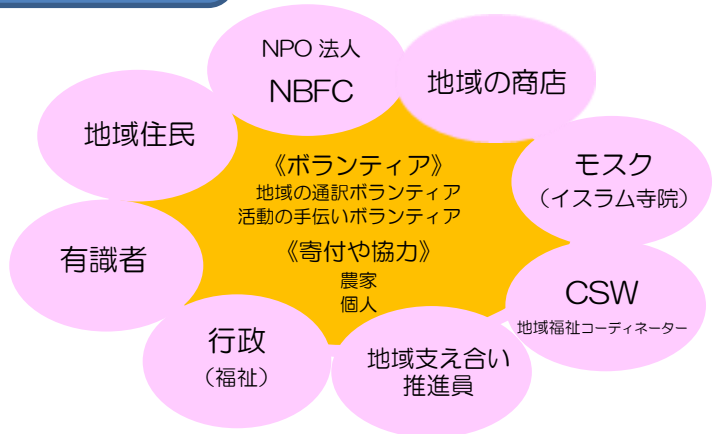 NPO 法人
NBFC
地域の商店
地域住民
モスク
（イスラム寺院）
《ボランティア》
地域の通訳ボランティア
活動の手伝いボランティア
《寄付や協力》
農家
個人
有識者
CSW
地域福祉コーディネーター
行政
（福祉）
地域支え合い
推進員